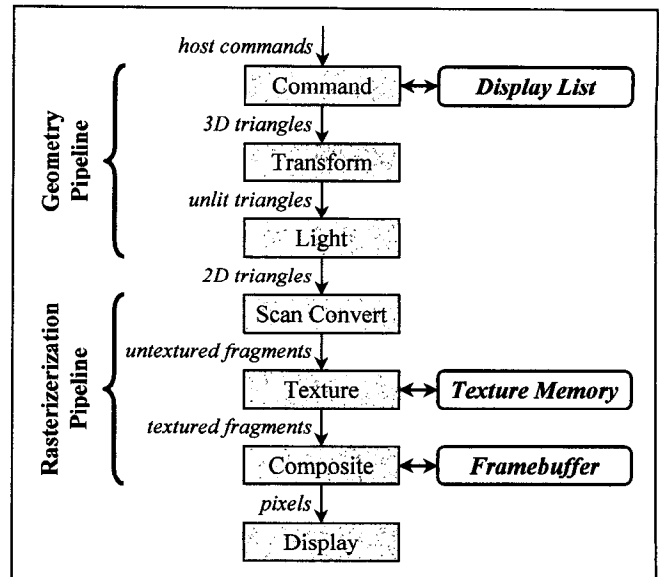 host commands
Command
Display List
3D triangles
Transform
unlit triangles
Light
2D triangles
Geometry
Pipeline
Scan Convert
untextured fragments
Texture
Texture Memory
textured fragments
Composite
Framebuffer
pixels
Display
Rasterizerization
Pipeline